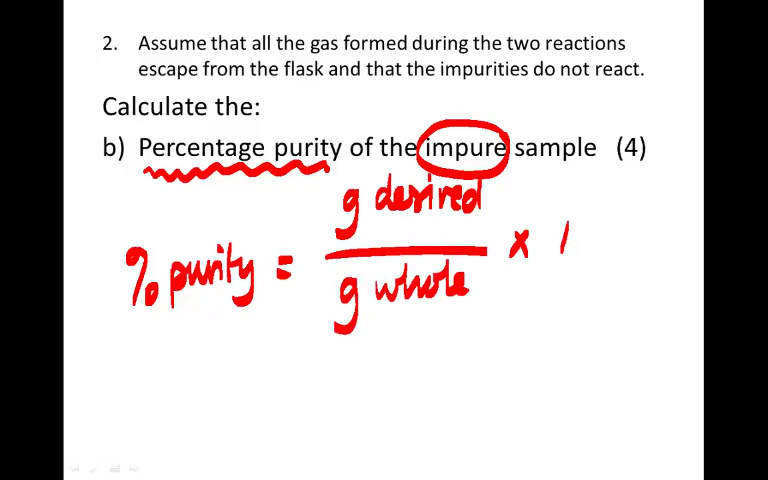 2. Assume that all the gas formed during the two reactions
escape from the flask and that the impurities do not react.
Calculate the:
b) Percentage purity of the impure sample (4)
g desired
% purity = × 1
g whole